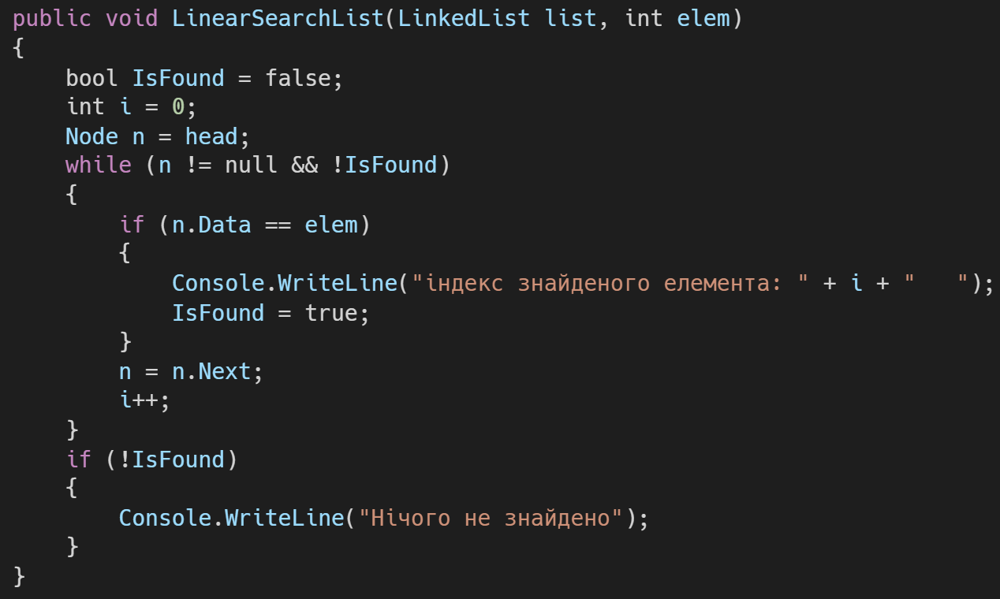 public void LinearSearchList(LinkedList list, int elem)
{
    bool IsFound = false;
    int i = 0;
    Node n = head;
    while (n != null && !IsFound)
    {
        if (n.Data == elem)
        {
            Console.WriteLine("індекс знайденого елемента: " + i + "   ");
            IsFound = true;
        }
        n = n.Next;
        i++;
    }
    if (!IsFound)
    {
        Console.WriteLine("Нічого не знайдено");
    }
}